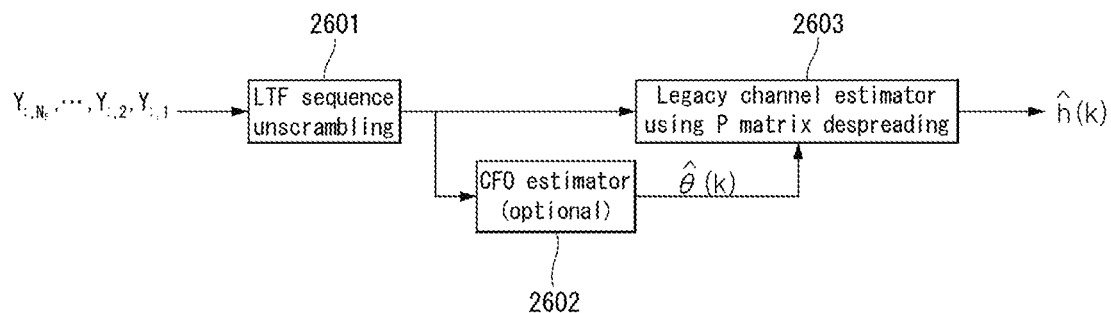 2601
2603
Y:,Ns,⋯,Y:,2,Y:,1
LTF sequence
unscrambling
Legacy channel estimator
using P matrix despreading
ĥ(k)
CFO estimator
(optional)
θ̂(k)
2602